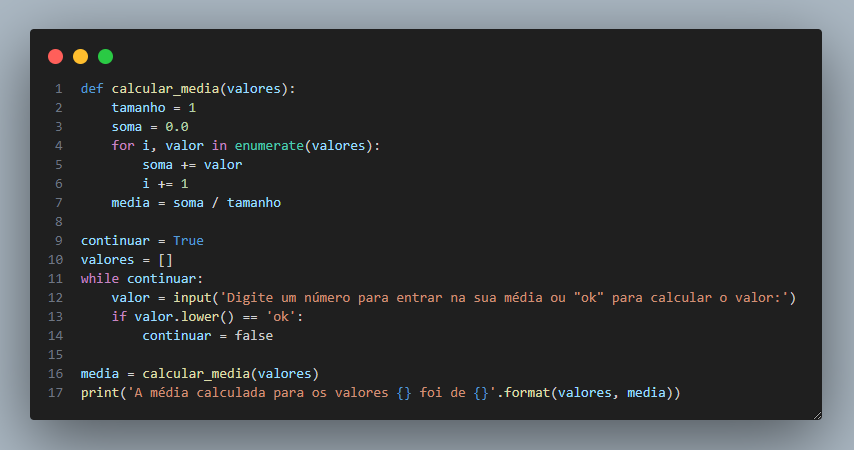 1 def calcular_media(valores):
2     tamanho = 1
3     soma = 0.0
4     for i, valor in enumerate(valores):
5         soma += valor
6         i += 1
7     media = soma / tamanho
8
9 continuar = True
10 valores = []
11 while continuar:
12     valor = input('Digite um número para entrar na sua média ou "ok" para calcular o valor:')
13     if valor.lower() == 'ok':
14         continuar = false
15
16 media = calcular_media(valores)
17 print('A média calculada para os valores {} foi de {}'.format(valores, media))